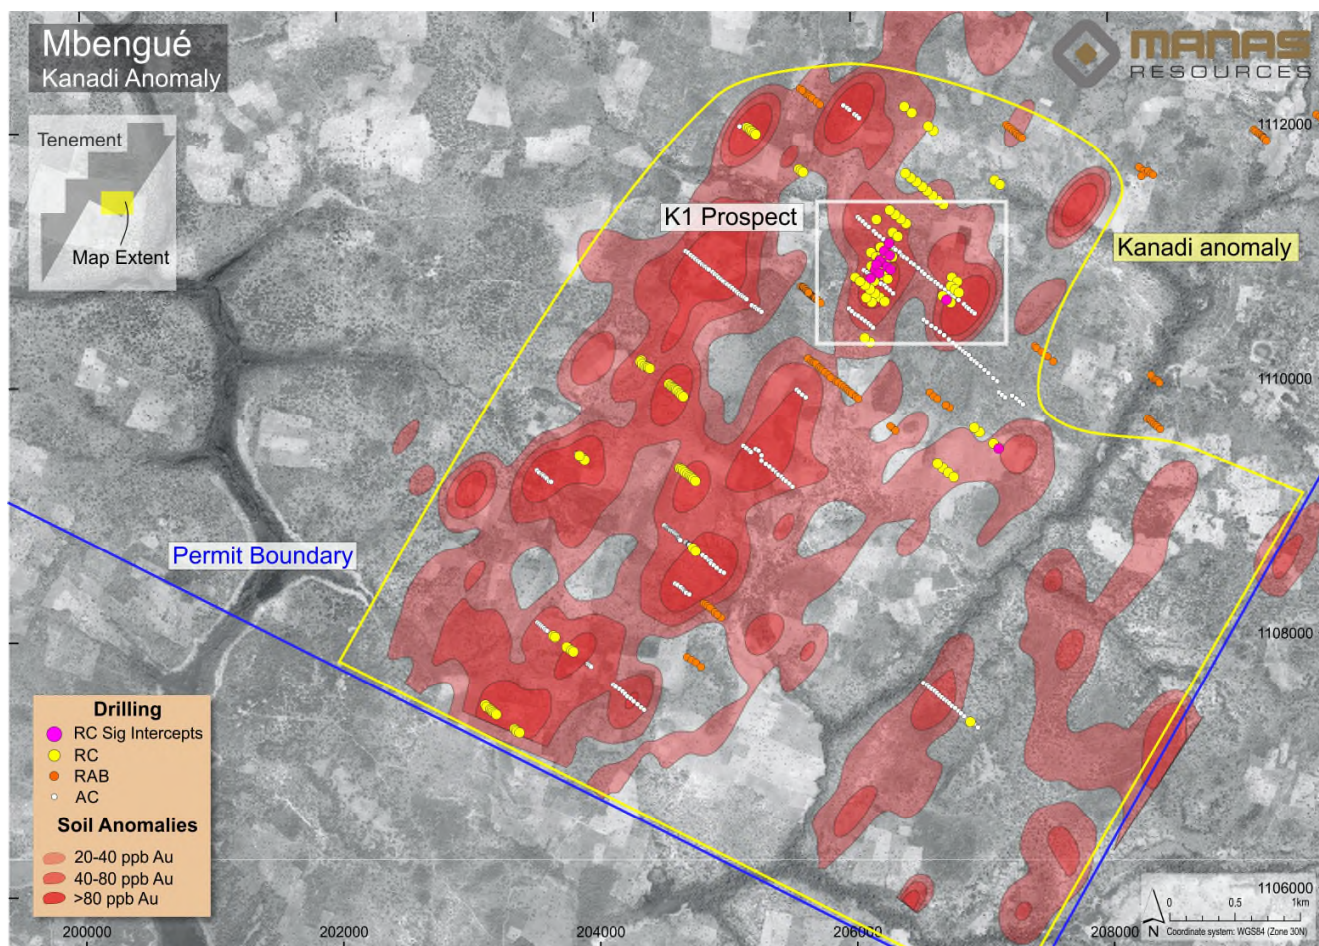 Mbengué
Kanadi Anomaly
MANAS
RESOURCES
1112000
Tenement
Map Extent
K1 Prospect
Kanadi anomaly
1110000
Permit Boundary
1108000
Drilling
RC Sig Intercepts
RC
RAB
AC
Soil Anomalies
20-40 ppb Au
40-80 ppb Au
>80 ppb Au
1106000
0 0.5 1km
N Coordinate system: WGS84 (Zone 30N)
200000 202000 204000 206000 208000